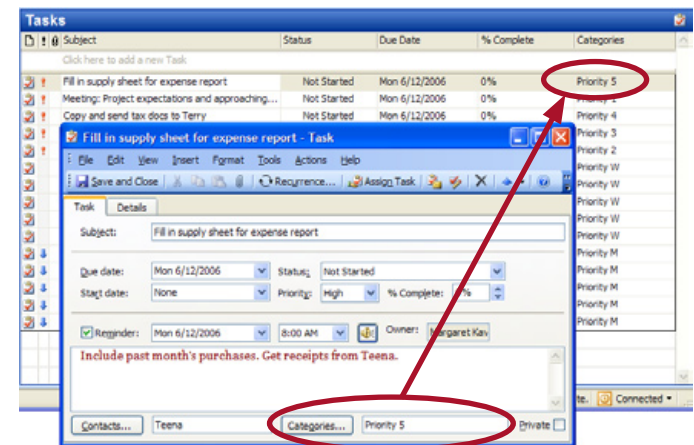 Tasks
Subject Status Due Date % Complete Categories
Click here to add a new Task
Fill in supply sheet for expense report Not Started Mon 6/12/2006 0% Priority 5
Meeting: Project expectations and approaching... Not Started Mon 6/12/2006 0% Priority 1
Copy and send tax docs to Terry Not Started Mon 6/12/2006 0% Priority 4
Priority 3
Priority 2
Priority W
Priority W
Priority W
Priority W
Priority W
Priority M
Priority M
Priority M
Priority M
Priority M
Fill in supply sheet for expense report - Task
File Edit View Insert Format Tools Actions Help
Save and Close Recurrence... Assign Task
Task Details
Subject: Fill in supply sheet for expense report
Due date: Mon 6/12/2006 Status: Not Started
Start date: None Priority: High % Complete: 0%
Reminder: Mon 6/12/2006 8:00 AM Owner: Margaret Kav
Include past month's purchases. Get receipts from Teena.
Contacts... Teena Categories... Priority 5 Private
Connected